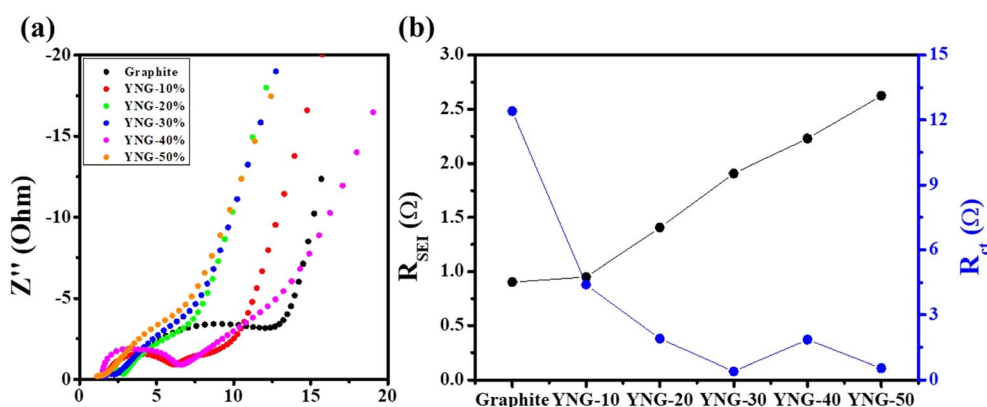 (a)
-20
-15
-10
-5
0
Z'' (Ohm)
Graphite
YNG-10%
YNG-20%
YNG-30%
YNG-40%
YNG-50%
0 5 10 15 20
(b)
3.0
2.5
2.0
1.5
1.0
0.5
0.0
R_SEI (Ω)
15
12
9
6
3
0
R_ct (Ω)
Graphite YNG-10 YNG-20 YNG-30 YNG-40 YNG-50